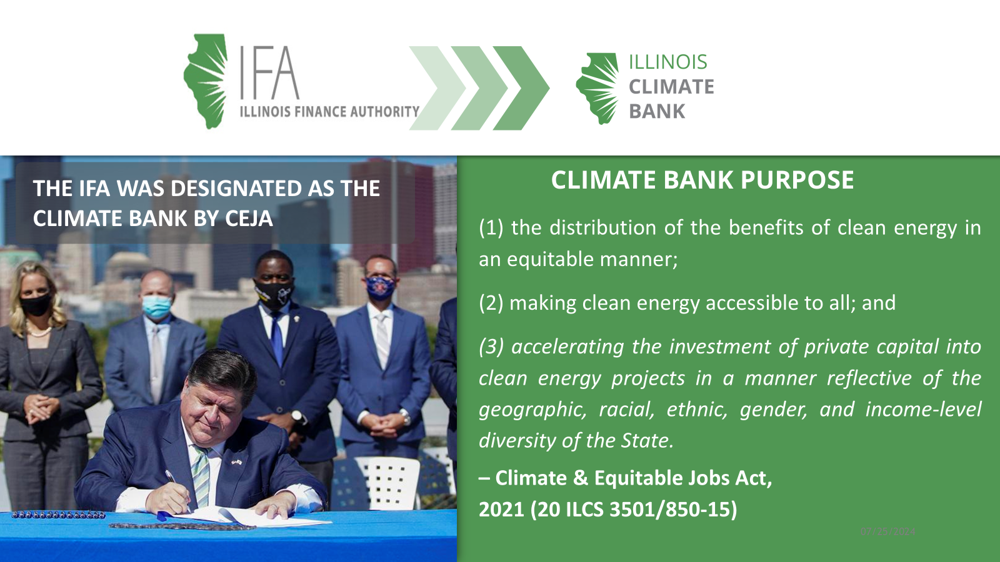 IFA
ILLINOIS FINANCE AUTHORITY
ILLINOIS
CLIMATE
BANK
THE IFA WAS DESIGNATED AS THE
CLIMATE BANK BY CEJA
CLIMATE BANK PURPOSE
(1) the distribution of the benefits of clean energy in
an equitable manner;
(2) making clean energy accessible to all; and
(3) accelerating the investment of private capital into
clean energy projects in a manner reflective of the
geographic, racial, ethnic, gender, and income-level
diversity of the State.
– Climate & Equitable Jobs Act,
2021 (20 ILCS 3501/850-15)
07/25/2024